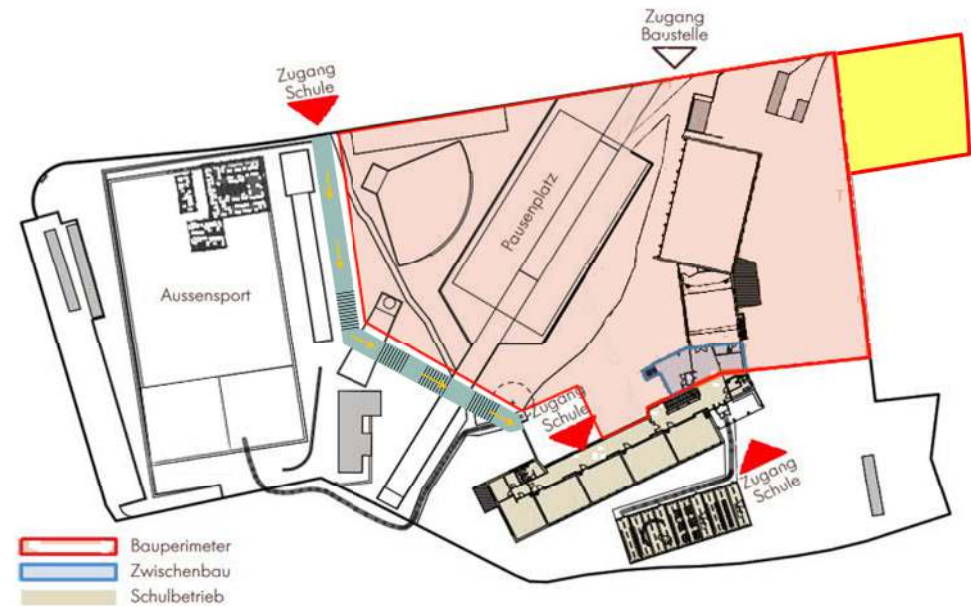 Zugang
Baustelle
Zugang
Schule
Pausenplatz
Aussensport
Zugang
Schule
Zugang
Schule
Bauperimeter
Zwischenbau
Schulbetrieb